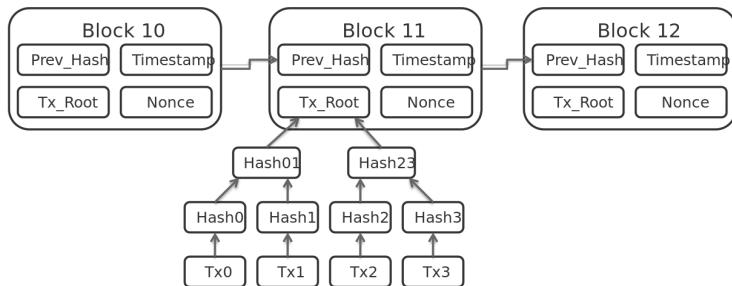 Block 10
Block 11
Block 12
Prev_Hash
Timestamp
Prev_Hash
Timestamp
Prev_Hash
Timestamp
Tx_Root
Nonce
Tx_Root
Nonce
Tx_Root
Nonce
Hash01
Hash23
Hash0
Hash1
Hash2
Hash3
Tx0
Tx1
Tx2
Tx3